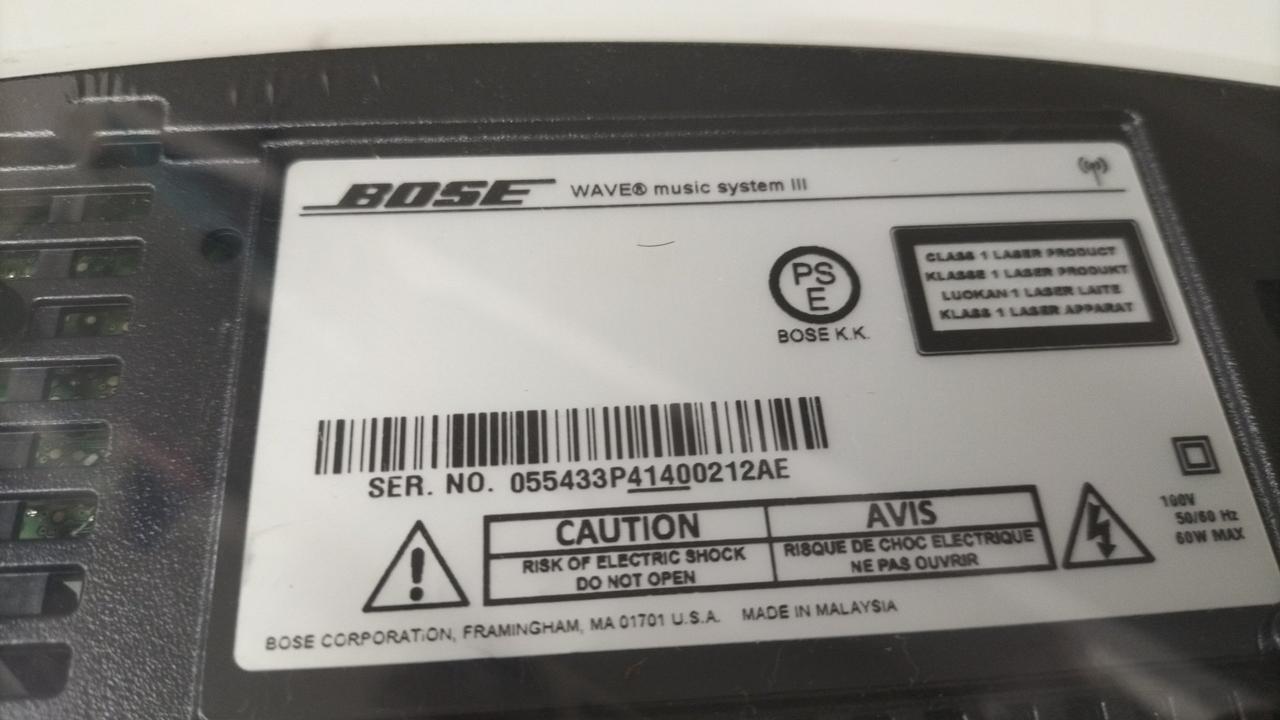 BOSE WAVE® music system III
PS
E
BOSE K.K.
CLASS 1 LASER PRODUCT
KLASSE 1 LASER PRODUKT
LUOKAN 1 LASER LAITE
KLASS 1 LASER APPARAT
SER. NO. 055433P41400212AE
CAUTION
RISK OF ELECTRIC SHOCK
DO NOT OPEN
AVIS
RISQUE DE CHOC ELECTRIQUE
NE PAS OUVRIR
100V
50/60 Hz
60W MAX
BOSE CORPORATION, FRAMINGHAM, MA 01701 U.S.A. MADE IN MALAYSIA